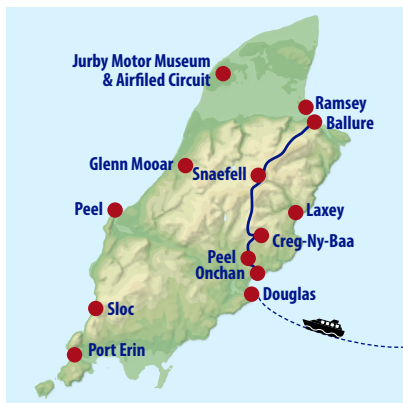 Jurby Motor Museum
& Airfiled Circuit
Ramsey
Ballure
Glenn Mooar
Snaefell
Peel
Laxey
Creg-Ny-Baa
Peel
Onchan
Douglas
Sloc
Port Erin